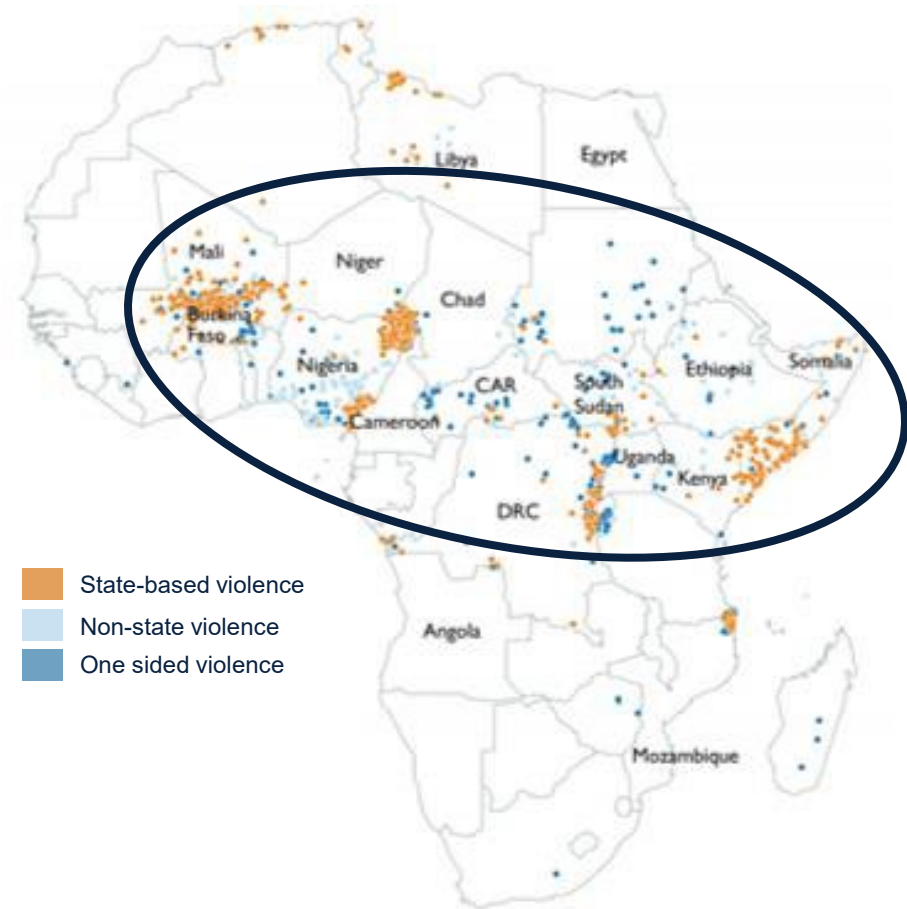 Libya
Egypt
Mali
Niger
Chad
Burkina
Faso
Nigeria
Ethiopia
Somalia
CAR
South
Sudan
Cameroon
Uganda
Kenya
DRC
State-based violence
Non-state violence
One sided violence
Angola
Mozambique